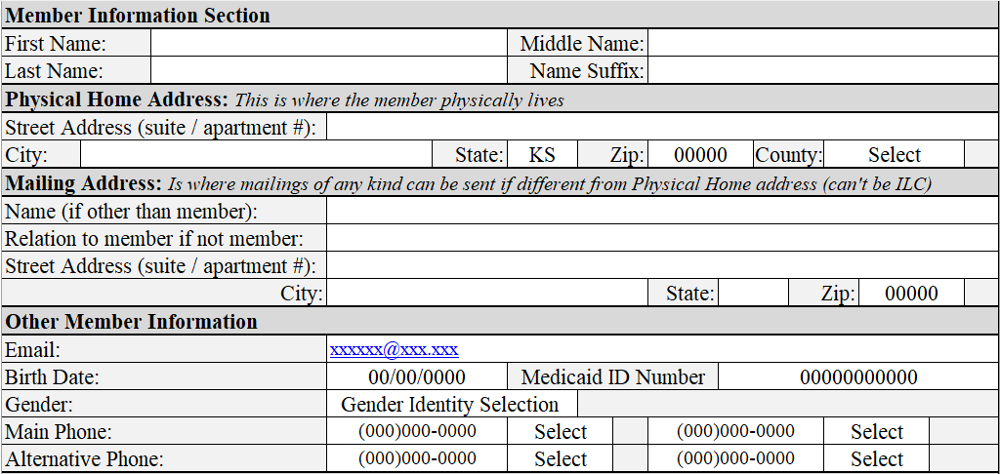 Member Information Section
First Name: Middle Name:
Last Name: Name Suffix:
Physical Home Address: This is where the member physically lives
Street Address (suite / apartment #):
City: State: KS Zip: 00000 County: Select
Mailing Address: Is where mailings of any kind can be sent if different from Physical Home address (can't be ILC)
Name (if other than member):
Relation to member if not member:
Street Address (suite / apartment #):
City: State: Zip: 00000
Other Member Information
Email: xxxxxx@xxx.xxx
Birth Date: 00/00/0000 Medicaid ID Number 00000000000
Gender: Gender Identity Selection
Main Phone: (000)000-0000 Select (000)000-0000 Select
Alternative Phone: (000)000-0000 Select (000)000-0000 Select